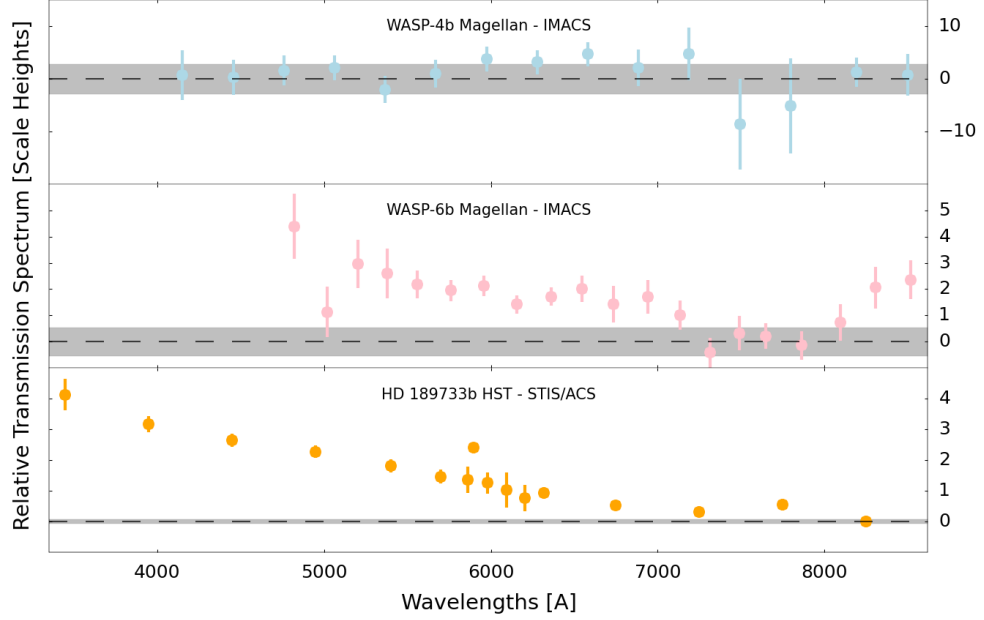 WASP-4b Magellan - IMACS
10
0
−10
WASP-6b Magellan - IMACS
5
4
3
2
1
0
HD 189733b HST - STIS/ACS
4
3
2
1
0
Relative Transmission Spectrum [Scale Heights]
4000 5000 6000 7000 8000
Wavelengths [A]